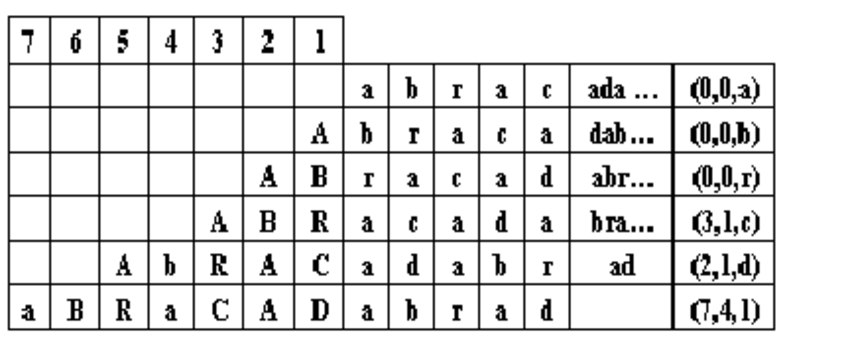 7 6 5 4 3 2 1
a b r a c ada ... (0,0,a)
A b r a c a dab... (0,0,b)
A B r a c a d abr... (0,0,r)
A B R a c a d a bra... (3,1,c)
A b R A C a d a b r ad (2,1,d)
a B R a C A D a b r a d (7,4,1)